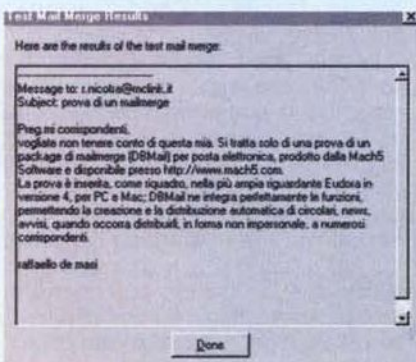 Test Mail Merge Results
Here are the results of the test mail merge:
Message to: s.nicotra@mclink.it
Subject: prova di un mailmerge
Preg.mi corrispondenti,
vogliate non tenere conto di questa mia. Si tratta solo di una prova di un
package di mailmerge (DBMail) per posta elettronica, prodotto dalla Mach5
Software e disponibile presso http://www.mach5.com.
La prova è inserita, come riquadro, nella più ampia riguardante Eudora in
versione 4, per PC e Mac; DBMail ne integra perfettamente le funzioni,
permettendo la creazione e la distribuzione automatica di circolari, news,
avvisi, quando occorra distribuirli, in forma non impersonale, a numerosi
corrispondenti.
raffaello de masi
Done